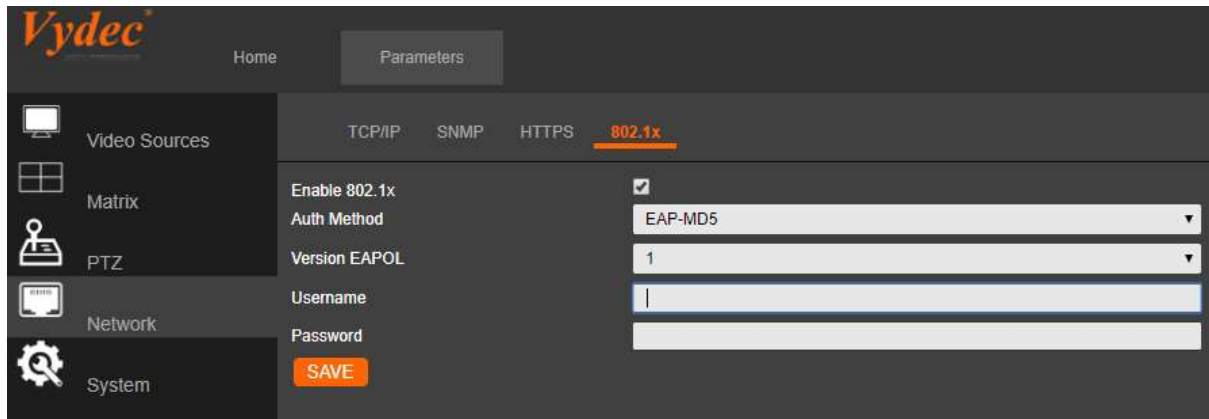 Vydec
Home
Parameters
Video Sources
Matrix
PTZ
Network
System
TCP/IP
SNMP
HTTPS
802.1x
Enable 802.1x
Auth Method
EAP-MD5
Version EAPOL
1
Username
Password
SAVE